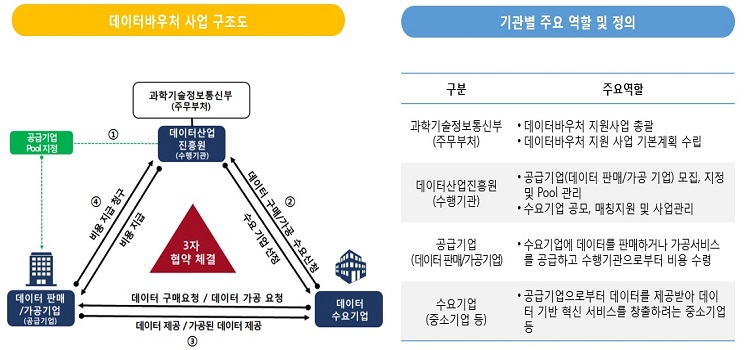 데이터바우처 사업 구조도
과학기술정보통신부
(주무부처)
공급기업
Pool 지정
①
데이터산업
진흥원
(수행기관)
④
비용 지급 청구
비용 지급
②
데이터 구매/가공 수요신청
수요 기업 선정
3자
협약 체결
데이터 판매
/가공기업
(공급기업)
데이터 구매요청 / 데이터 가공 요청
데이터 제공 / 가공된 데이터 제공
③
데이터
수요기업
기관별 주요 역할 및 정의
구분 주요역할
과학기술정보통신부
(주무부처)
• 데이터바우처 지원사업 총괄
• 데이터바우처 지원 사업 기본계획 수립
데이터산업진흥원
(수행기관)
• 공급기업(데이터 판매/가공 기업) 모집, 지정
및 Pool 관리
• 수요기업 공모, 매칭지원 및 사업관리
공급기업
(데이터 판매/가공기업)
• 수요기업에 데이터를 판매하거나 가공서비스
를 공급하고 수행기관으로부터 비용 수령
수요기업
(중소기업 등)
• 공급기업으로부터 데이터를 제공받아 데이
터 기반 혁신 서비스를 창출하려는 중소기업
등